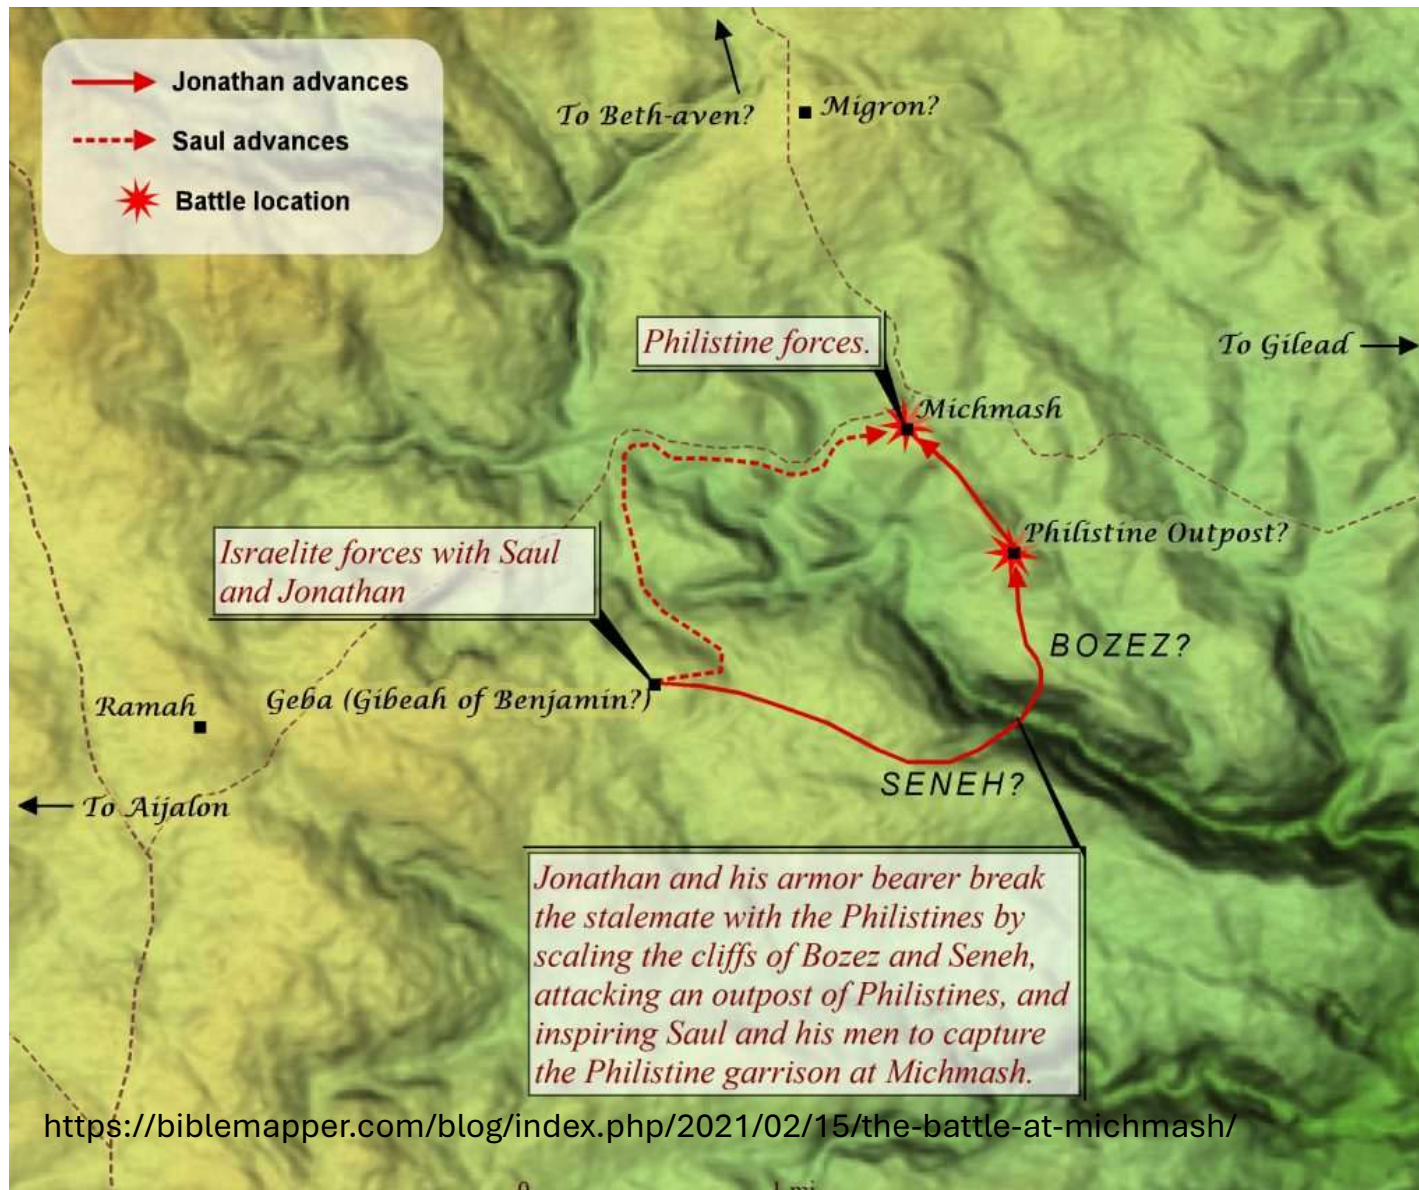 Jonathan advances
Saul advances
Battle location
To Beth-aven?
Migron?
Philistine forces.
To Gilead
Michmash
Philistine Outpost?
Israelite forces with Saul
and Jonathan
BOZEZ?
Geba (Gibeah of Benjamin?)
Ramah
SENEH?
To Aijalon
Jonathan and his armor bearer break
the stalemate with the Philistines by
scaling the cliffs of Bozez and Seneh,
attacking an outpost of Philistines, and
inspiring Saul and his men to capture
the Philistine garrison at Michmash.
https://biblemapper.com/blog/index.php/2021/02/15/the-battle-at-michmash/
0 1 mi